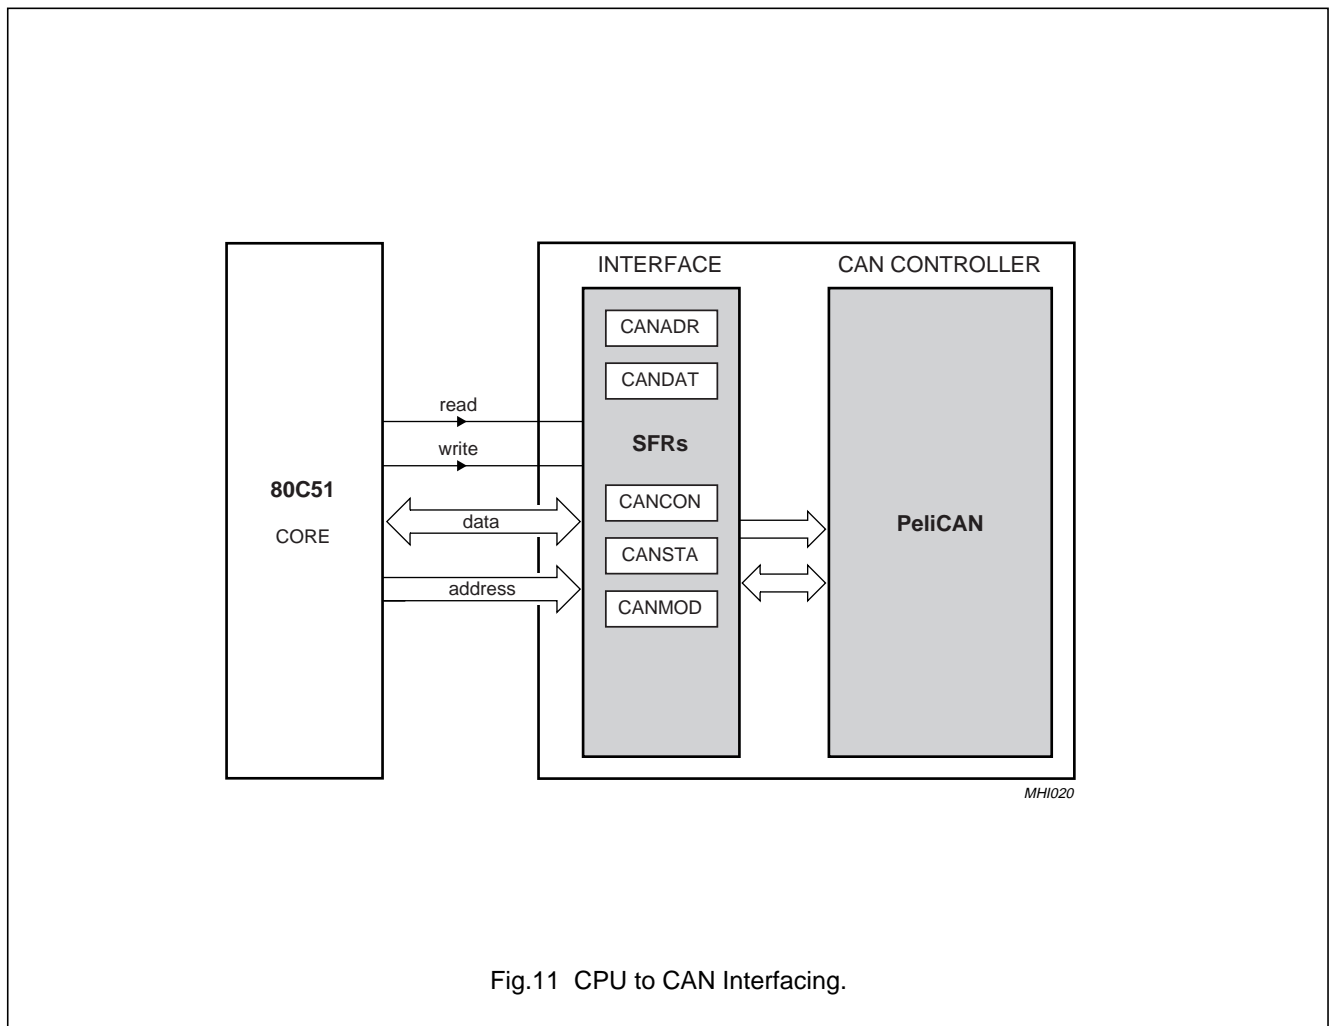 INTERFACE
CAN CONTROLLER
CANADR
CANDAT
read
SFRs
write
80C51
CORE
CANCON
data
PeliCAN
CANSTA
address
CANMOD
MHI020
Fig.11 CPU to CAN Interfacing.